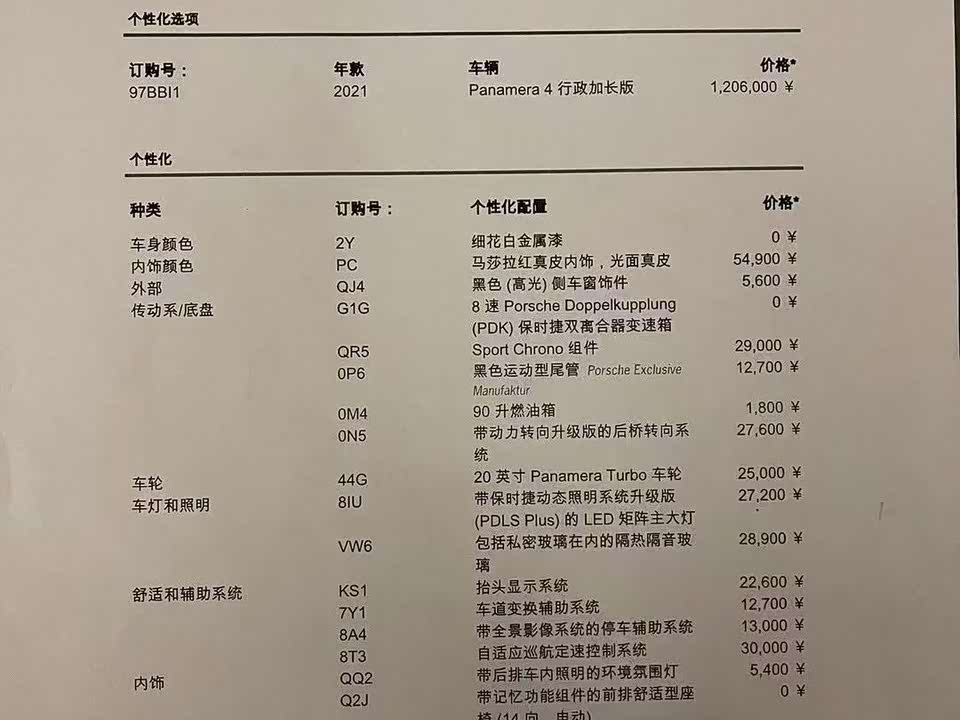 个性化选项
订购号： 年款 车辆 价格*
97BBI1 2021 Panamera 4 行政加长版 1,206,000 ¥
个性化
种类 订购号： 个性化配置 价格*
车身颜色 2Y 细花白金属漆 0 ¥
内饰颜色 PC 马莎拉红真皮内饰，光面真皮 54,900 ¥
外部 QJ4 黑色 (高光) 侧车窗饰件 5,600 ¥
传动系/底盘 G1G 8 速 Porsche Doppelkupplung 0 ¥
(PDK) 保时捷双离合器变速箱
QR5 Sport Chrono 组件 29,000 ¥
0P6 黑色运动型尾管 Porsche Exclusive 12,700 ¥
Manufaktur
0M4 90 升燃油箱 1,800 ¥
0N5 带动力转向升级版的后桥转向系 27,600 ¥
统
车轮 44G 20 英寸 Panamera Turbo 车轮 25,000 ¥
车灯和照明 8IU 带保时捷动态照明系统升级版 27,200 ¥
(PDLS Plus) 的 LED 矩阵主大灯
VW6 包括私密玻璃在内的隔热隔音玻 28,900 ¥
璃
舒适和辅助系统 KS1 抬头显示系统 22,600 ¥
7Y1 车道变换辅助系统 12,700 ¥
8A4 带全景影像系统的停车辅助系统 13,000 ¥
8T3 自适应巡航定速控制系统 30,000 ¥
内饰 QQ2 带后排车内照明的环境氛围灯 5,400 ¥
Q2J 带记忆功能组件的前排舒适型座 0 ¥
椅 (14 向，电动)